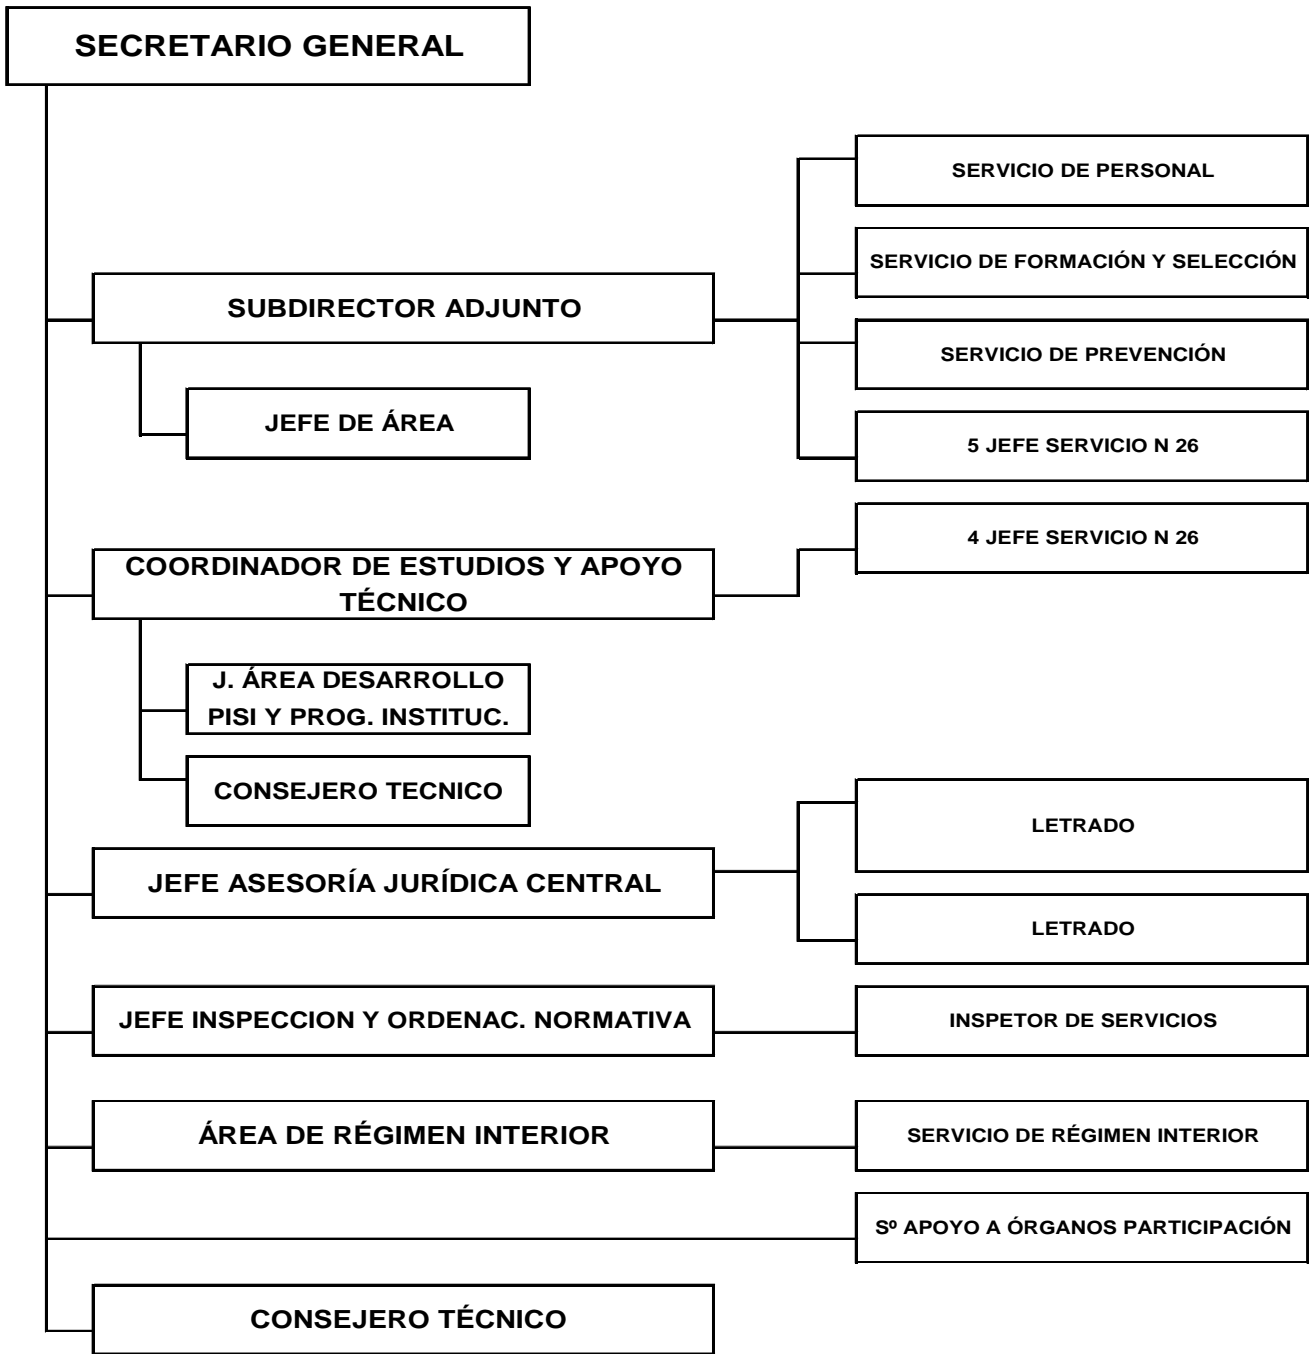 SECRETARIO GENERAL
SERVICIO DE PERSONAL
SERVICIO DE FORMACIÓN Y SELECCIÓN
SUBDIRECTOR ADJUNTO
SERVICIO DE PREVENCIÓN
JEFE DE ÁREA
5 JEFE SERVICIO N 26
4 JEFE SERVICIO N 26
COORDINADOR DE ESTUDIOS Y APOYO
TÉCNICO
J. ÁREA DESARROLLO
PISI Y PROG. INSTITUC.
CONSEJERO TECNICO
LETRADO
JEFE ASESORÍA JURÍDICA CENTRAL
LETRADO
JEFE INSPECCION Y ORDENAC. NORMATIVA
INSPETOR DE SERVICIOS
ÁREA DE RÉGIMEN INTERIOR
SERVICIO DE RÉGIMEN INTERIOR
Sº APOYO A ÓRGANOS PARTICIPACIÓN
CONSEJERO TÉCNICO